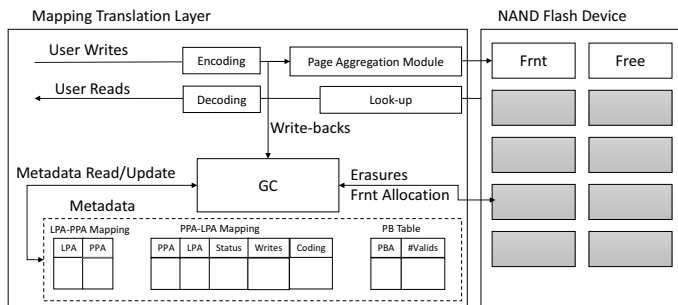 Mapping Translation Layer
NAND Flash Device
User Writes
Encoding
Page Aggregation Module
Frnt
Free
User Reads
Decoding
Look-up
Write-backs
Metadata Read/Update
GC
Erasures
Frnt Allocation
Metadata
LPA-PPA Mapping
PPA-LPA Mapping
PB Table
LPA PPA
PPA LPA Status Writes Coding
PBA #Valids